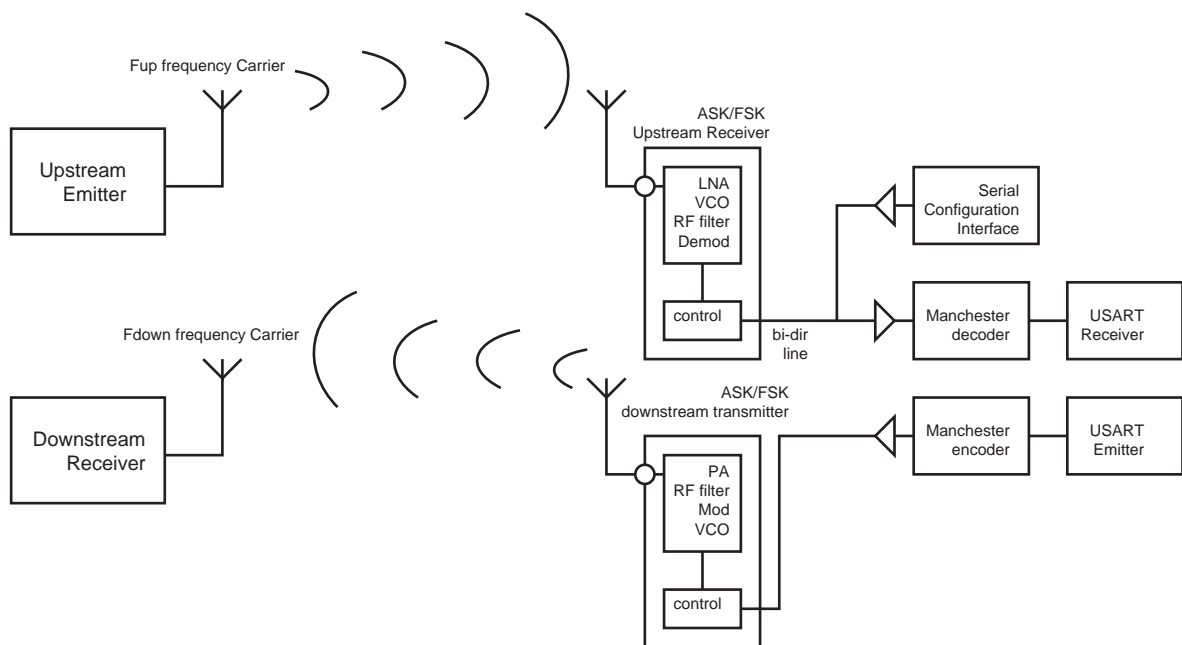 Fup frequency Carrier
Upstream
Emitter
ASK/FSK
Upstream Receiver
LNA
VCO
RF filter
Demod
control
bi-dir
line
Serial
Configuration
Interface
Manchester
decoder
USART
Receiver
Fdown frequency Carrier
Downstream
Receiver
ASK/FSK
downstream transmitter
PA
RF filter
Mod
VCO
control
Manchester
encoder
USART
Emitter